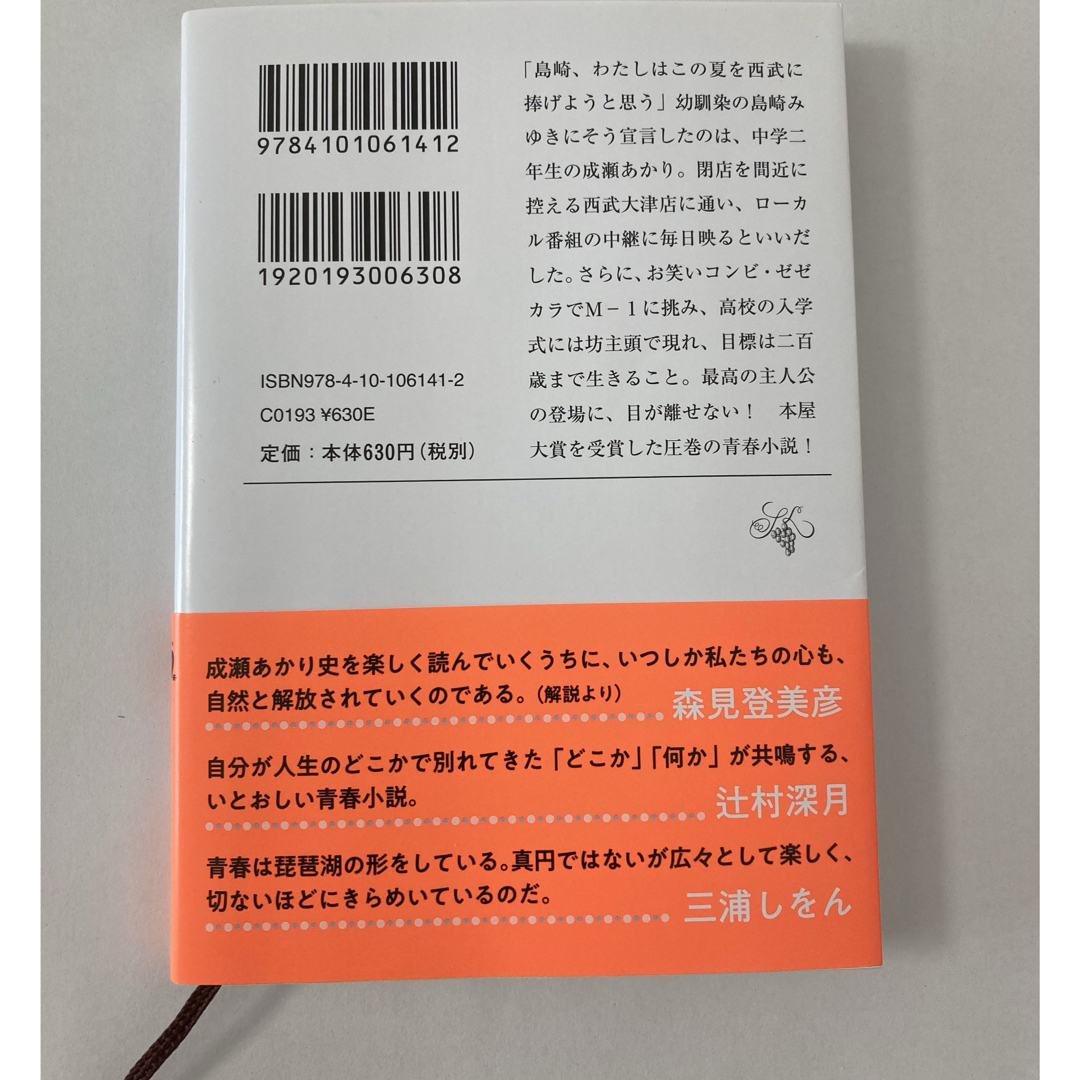 9784101061412
1920193006308
ISBN978-4-10-106141-2
C0193 ¥630E
定価：本体630円（税別）
「島崎、わたしはこの夏を西武に
捧げようと思う」幼馴染の島崎み
ゆきにそう宣言したのは、中学二
年生の成瀬あかり。閉店を間近に
控える西武大津店に通い、ローカ
ル番組の中継に毎日映るといいだ
した。さらに、お笑いコンビ・ゼゼ
カラでM－1に挑み、高校の入学
式には坊主頭で現れ、目標は二百
歳まで生きること。最高の主人公
の登場に、目が離せない！　本屋
大賞を受賞した圧巻の青春小説！
成瀬あかり史を楽しく読んでいくうちに、いつしか私たちの心も、
自然と解放されていくのである。（解説より）
森見登美彦
自分が人生のどこかで別れてきた「どこか」「何か」が共鳴する、
いとおしい青春小説。
辻村深月
青春は琵琶湖の形をしている。真円ではないが広々として楽しく、
切ないほどにきらめいているのだ。
三浦しをん